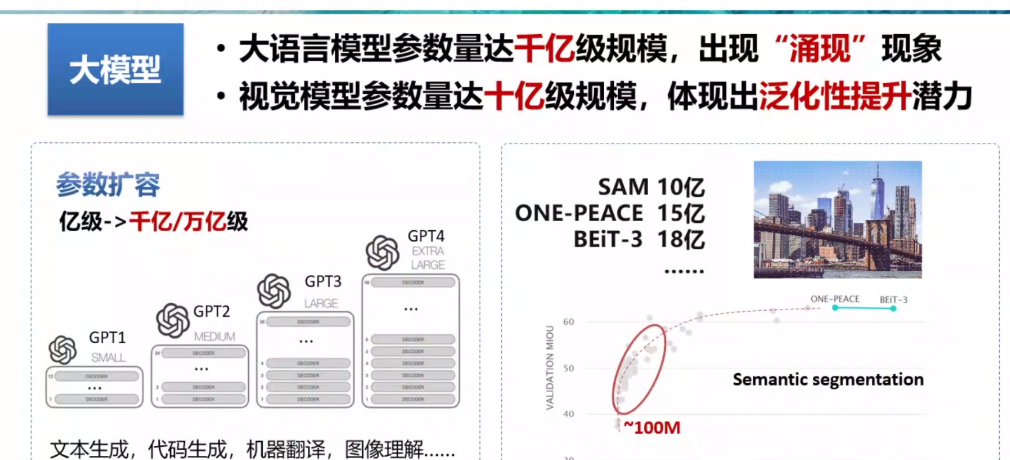 大模型
• 大语言模型参数量达千亿级规模，出现“涌现”现象
• 视觉模型参数量达十亿级规模，体现出泛化性提升潜力
参数扩容
亿级->千亿/万亿级
GPT1
SMALL
12 DECODER
...
1 DECODER
GPT2
MEDIUM
24 DECODER
...
2 DECODER
1 DECODER
GPT3
LARGE
36 DECODER
...
4 DECODER
3 DECODER
2 DECODER
1 DECODER
GPT4
EXTRA
LARGE
48 DECODER
...
6 DECODER
5 DECODER
4 DECODER
3 DECODER
2 DECODER
1 DECODER
文本生成，代码生成，机器翻译，图像理解......
SAM 10亿
ONE-PEACE 15亿
BEiT-3 18亿
......
ONE-PEACE BEiT-3
VALIDATION MIOU
60
50
40
Semantic segmentation
~100M